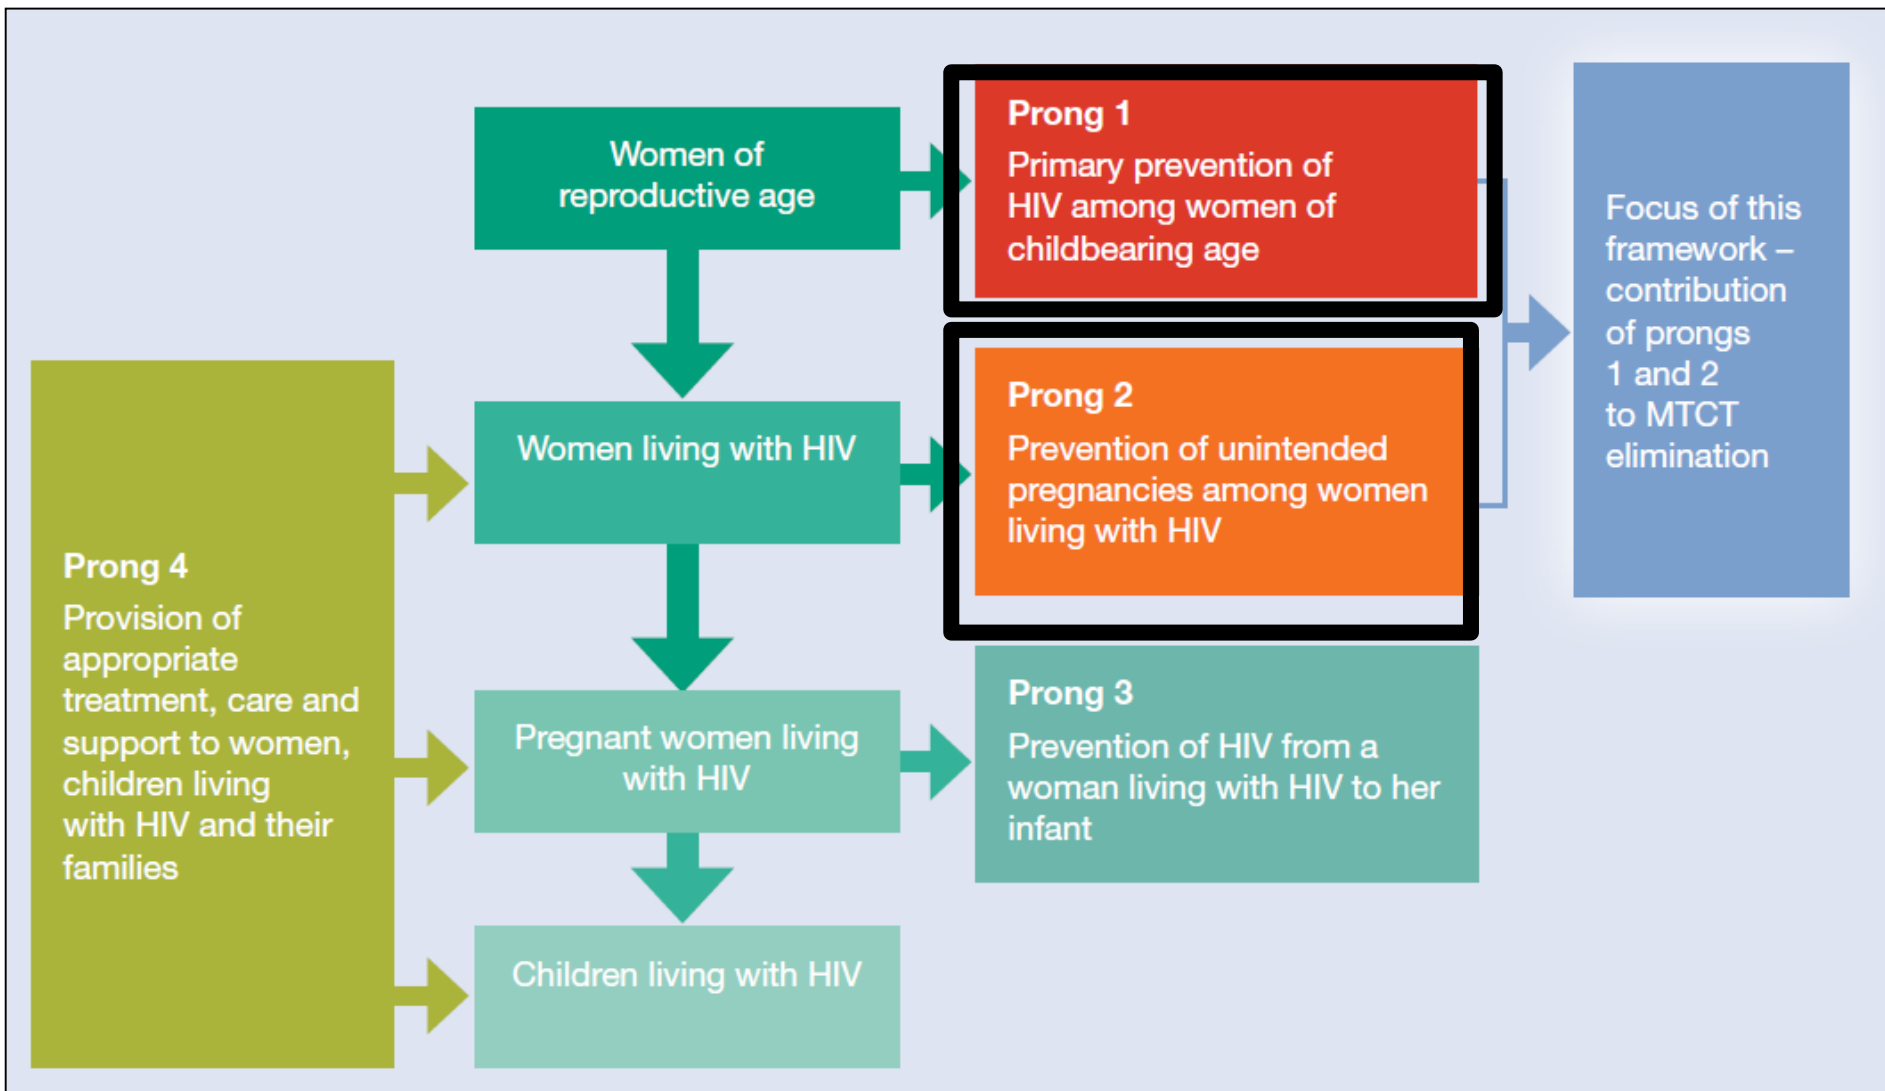 Women of
reproductive age
Prong 1
Primary prevention of
HIV among women of
childbearing age
Focus of this
framework –
contribution
of prongs
1 and 2
to MTCT
elimination
Women living with HIV
Prong 2
Prevention of unintended
pregnancies among women
living with HIV
Prong 4
Provision of
appropriate
treatment, care and
support to women,
children living
with HIV and their
families
Pregnant women living
with HIV
Prong 3
Prevention of HIV from a
woman living with HIV to her
infant
Children living with HIV